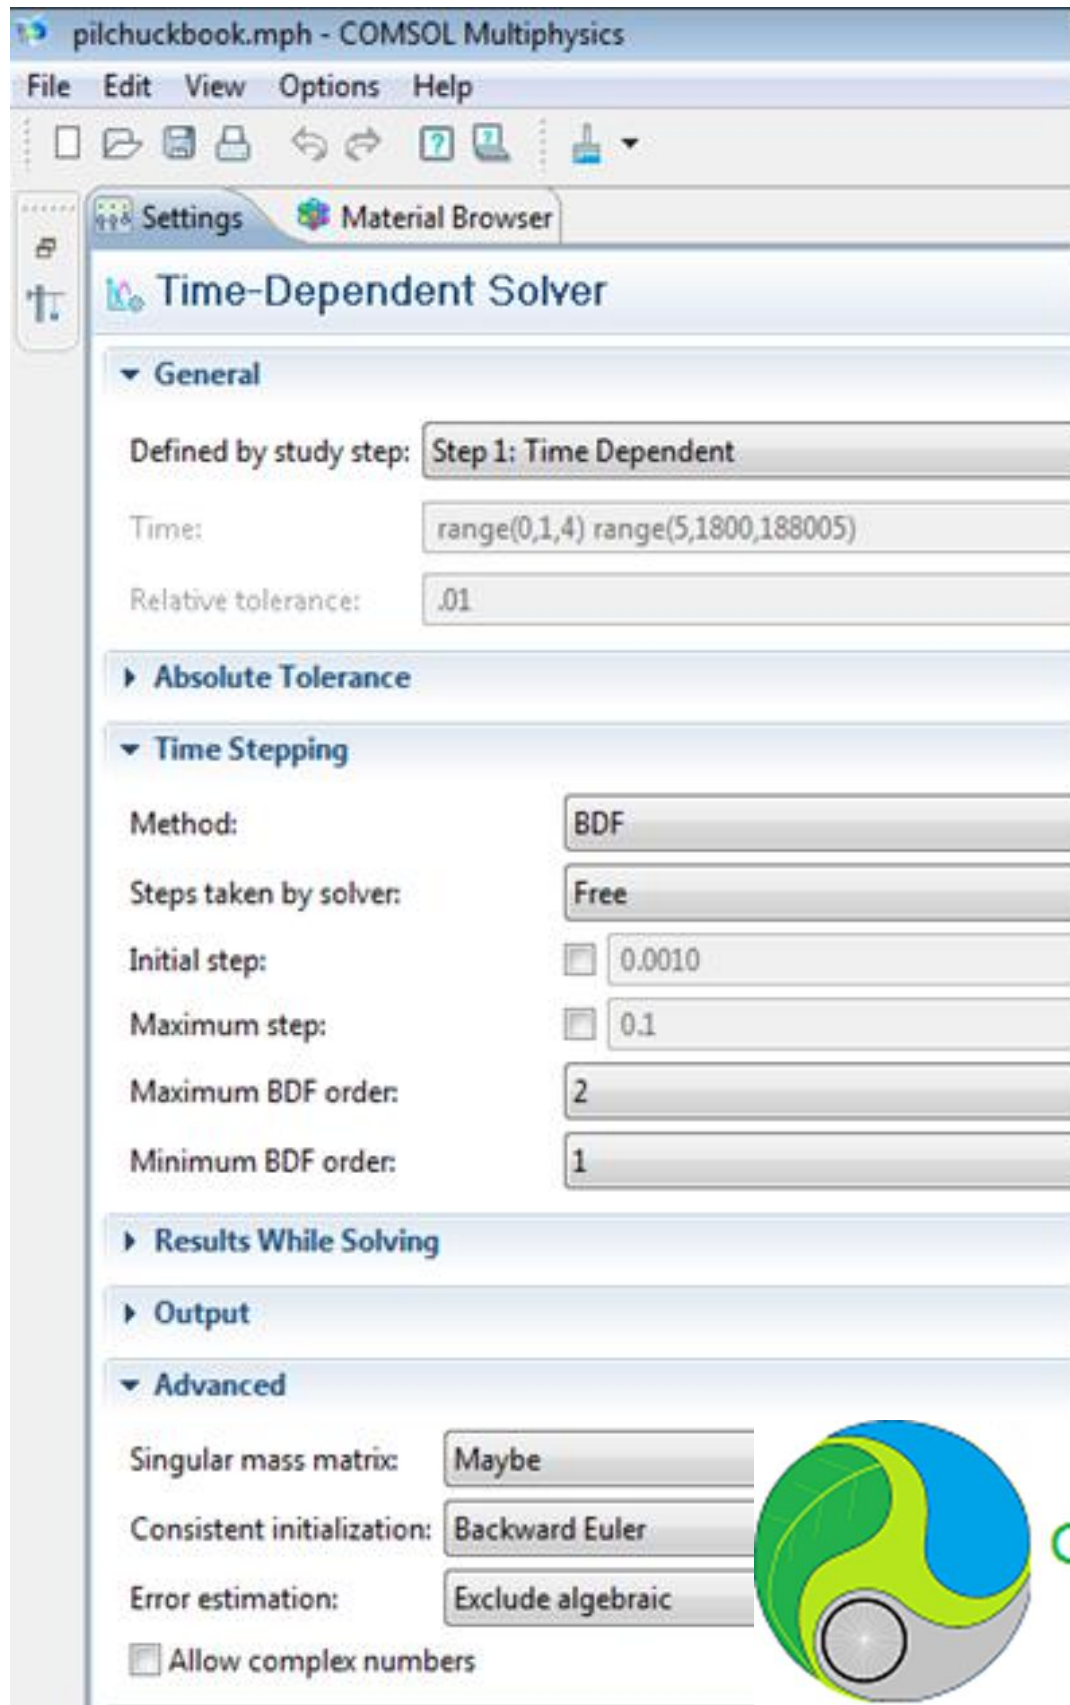 pilchuckbook.mph - COMSOL Multiphysics
File Edit View Options Help
Settings Material Browser
Time-Dependent Solver
General
Defined by study step: Step 1: Time Dependent
Time: range(0,1,4) range(5,1800,188005)
Relative tolerance: .01
Absolute Tolerance
Time Stepping
Method: BDF
Steps taken by solver: Free
Initial step: 0.0010
Maximum step: 0.1
Maximum BDF order: 2
Minimum BDF order: 1
Results While Solving
Output
Advanced
Singular mass matrix: Maybe
Consistent initialization: Backward Euler
Error estimation: Exclude algebraic
Allow complex numbers